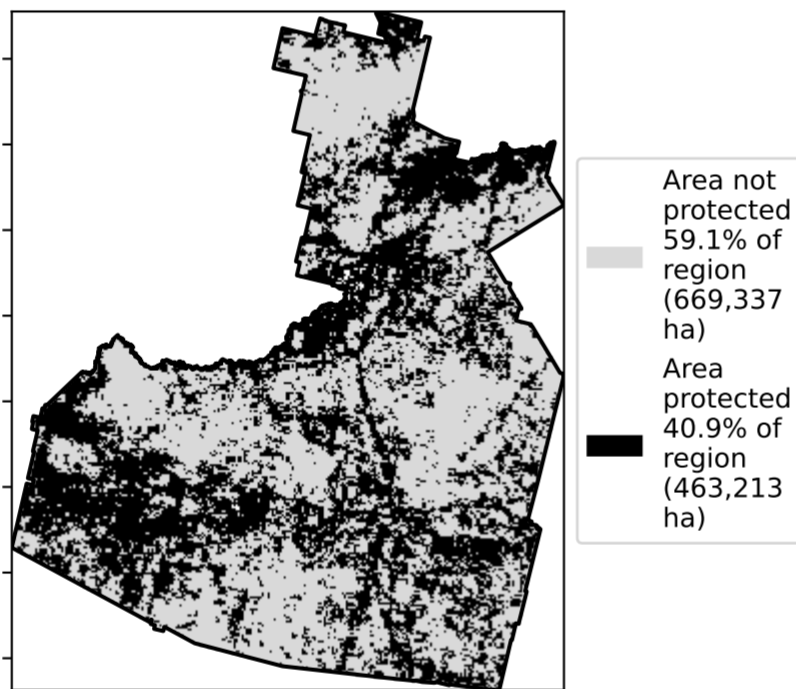 Area not
protected
59.1% of
region
(669,337
ha)
Area
protected
40.9% of
region
(463,213
ha)